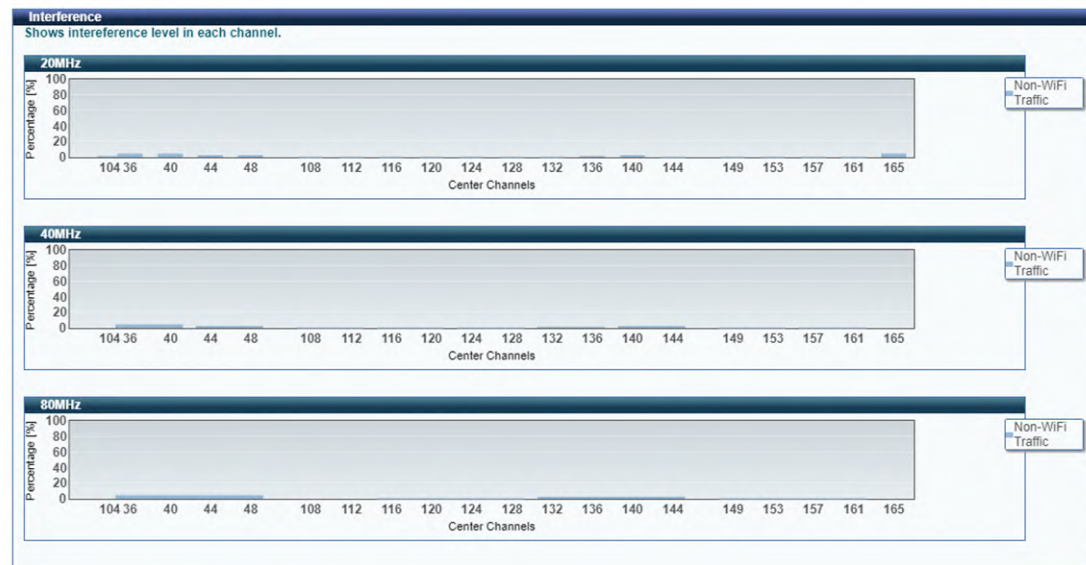 Interference
Shows intereference level in each channel.
20MHz
Percentage [%]
100
80
60
40
20
0
104 36 40 44 48 108 112 116 120 124 128 132 136 140 144 149 153 157 161 165
Center Channels
Non-WiFi
Traffic
40MHz
Percentage [%]
100
80
60
40
20
0
104 36 40 44 48 108 112 116 120 124 128 132 136 140 144 149 153 157 161 165
Center Channels
Non-WiFi
Traffic
80MHz
Percentage [%]
100
80
60
40
20
0
104 36 40 44 48 108 112 116 120 124 128 132 136 140 144 149 153 157 161 165
Center Channels
Non-WiFi
Traffic